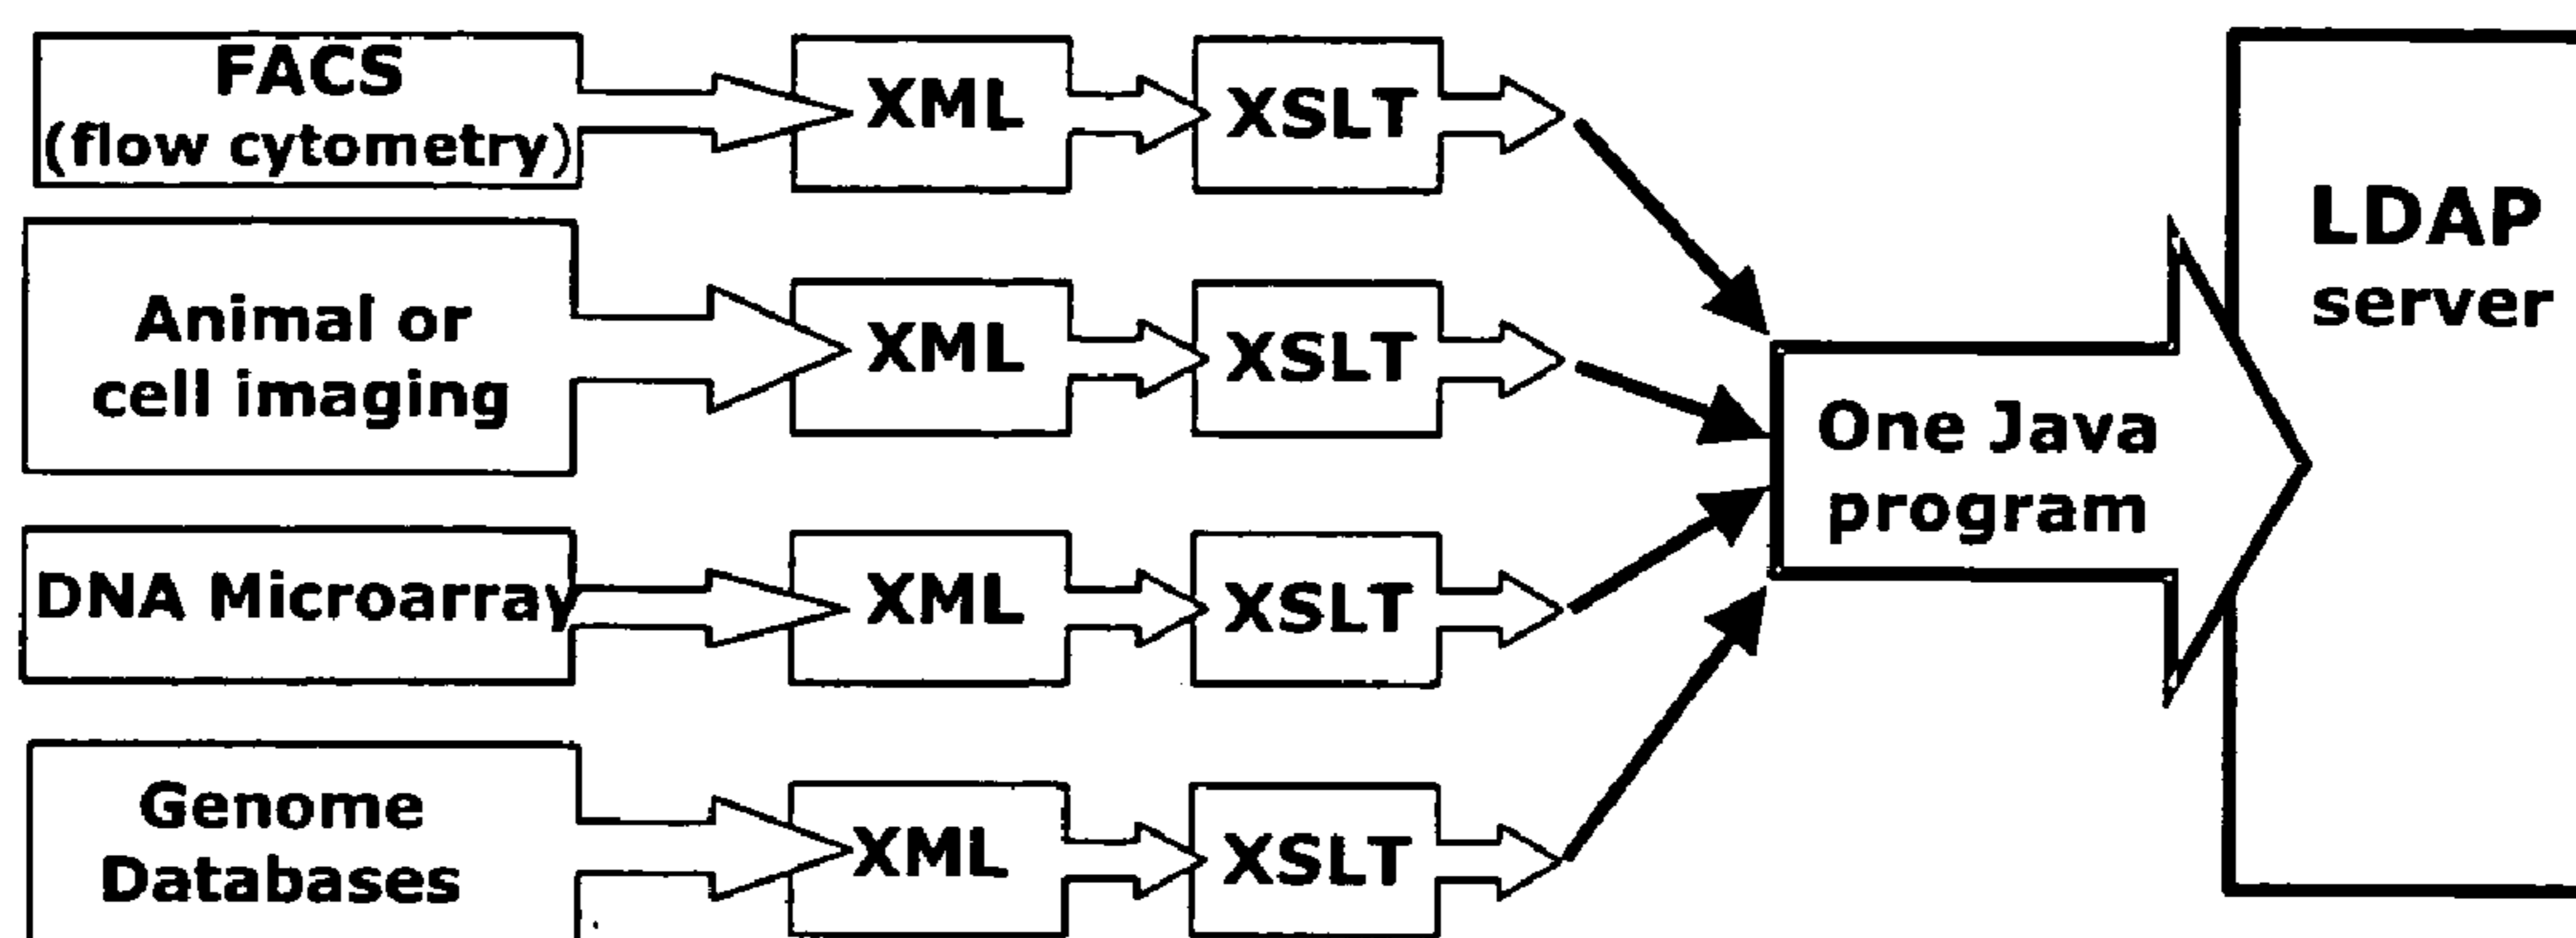 FACS
(flow cytometry)
XML
XSLT
Animal or
cell imaging
XML
XSLT
DNA Microarray
XML
XSLT
Genome
Databases
XML
XSLT
One Java
program
LDAP
server